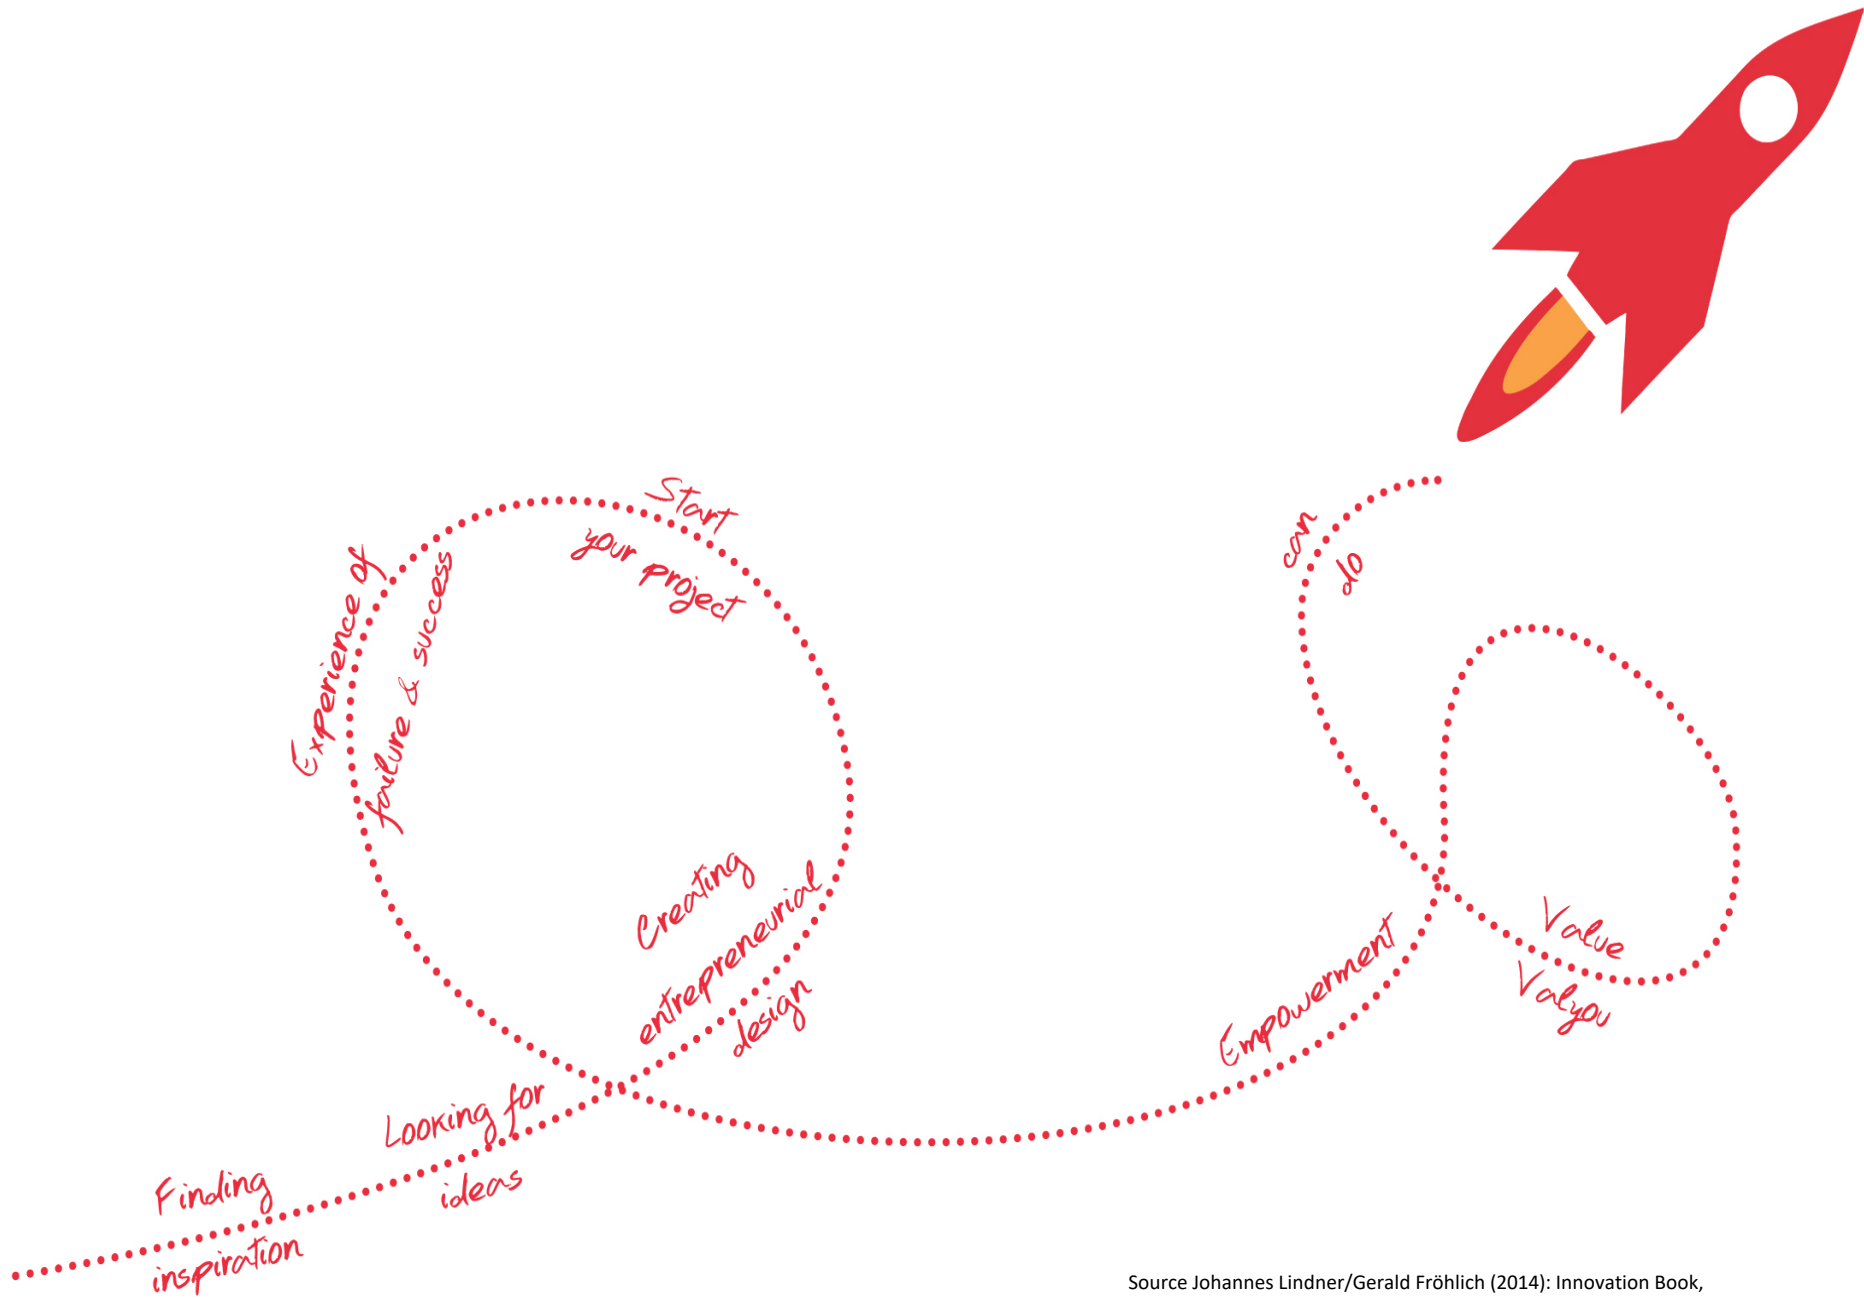 Finding
inspiration
Looking for
ideas
Creating
entrepreneurial
design
Start
your project
Experience of
failure & success
Empowerment
Value
Valyou
can
do
Source Johannes Lindner/Gerald Fröhlich (2014): Innovation Book,